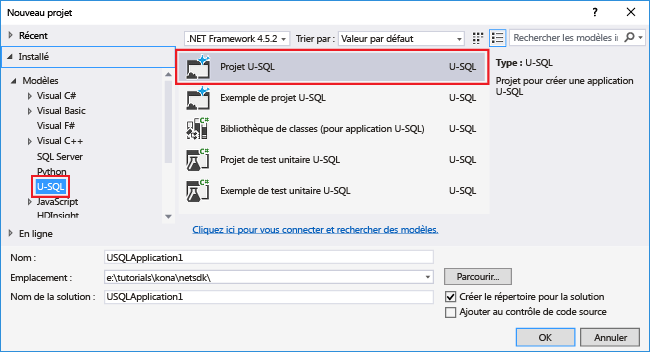 Nouveau projet
? ×
Récent
.NET Framework 4.5.2 Trier par : Valeur par défaut Rechercher les modèles in
Installé
Modèles
Visual C#
Visual Basic
Visual F#
Visual C++
SQL Server
Python
U-SQL
JavaScript
HDInsight
En ligne
Projet U-SQL U-SQL
Exemple de projet U-SQL U-SQL
C# Bibliothèque de classes (pour application U-SQL) U-SQL
C# Projet de test unitaire U-SQL U-SQL
C# Exemple de test unitaire U-SQL U-SQL
Cliquez ici pour vous connecter et rechercher des modèles.
Type : U-SQL
Projet pour créer une application
U-SQL
Nom : USQLApplication1
Emplacement : e:\tutorials\kona\netsdk\ Parcourir...
Nom de la solution : USQLApplication1
Créer le répertoire pour la solution
Ajouter au contrôle de code source
OK Annuler